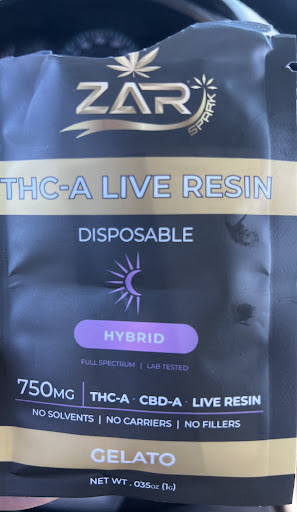 ZAR
SPARK
THC-A LIVE RESIN
DISPOSABLE
HYBRID
FULL SPECTRUM | LAB TESTED
750MG | THC-A · CBD-A · LIVE RESIN
NO SOLVENTS | NO CARRIERS | NO FILLERS
GELATO
NET WT . 035OZ (1G)